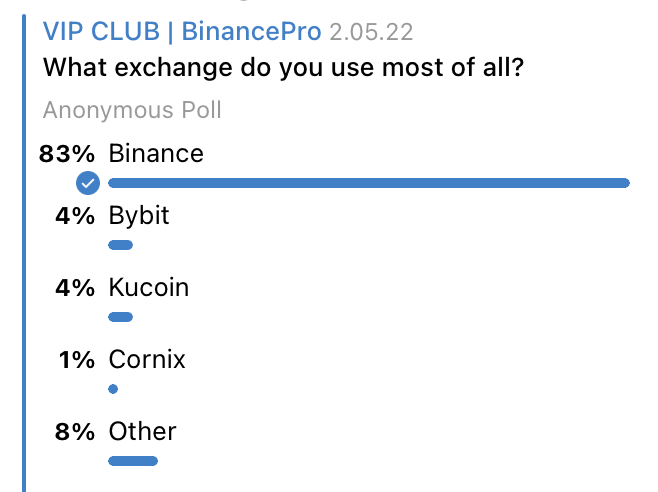 VIP CLUB | BinancePro 2.05.22
What exchange do you use most of all?
Anonymous Poll
83% Binance
4% Bybit
4% Kucoin
1% Cornix
8% Other